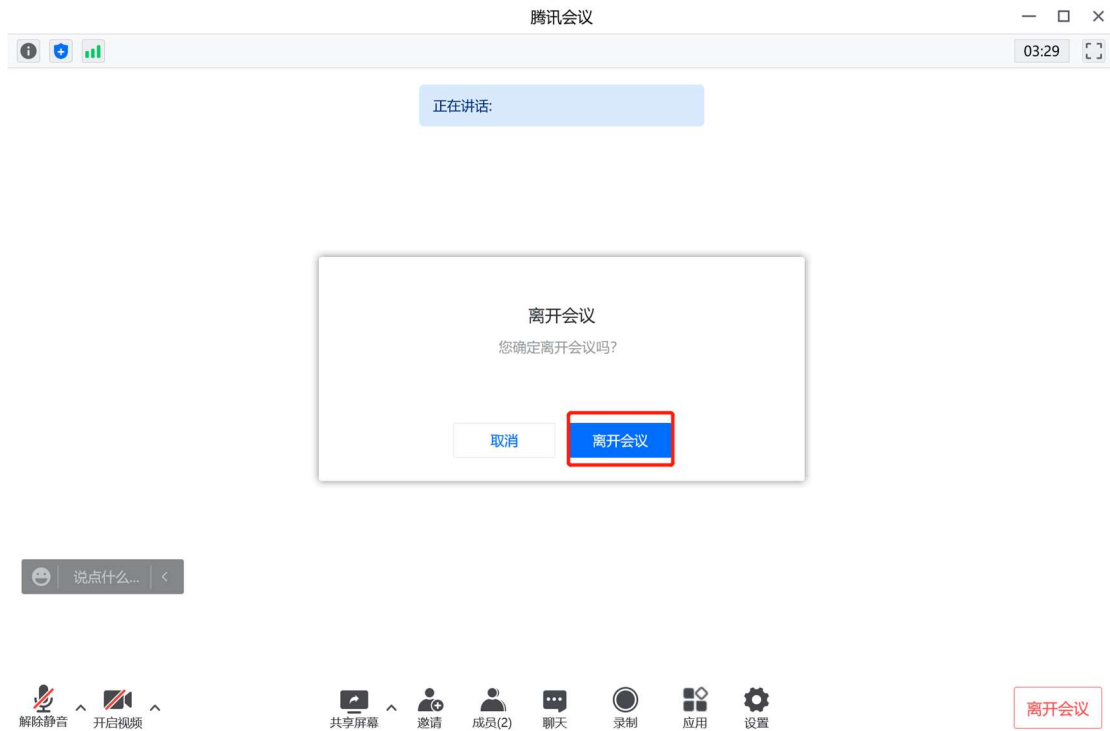 腾讯会议
03:29
正在讲话:
离开会议
您确定离开会议吗?
取消 离开会议
说点什么...
解除静音 开启视频 共享屏幕 邀请 成员(2) 聊天 录制 应用 设置 离开会议